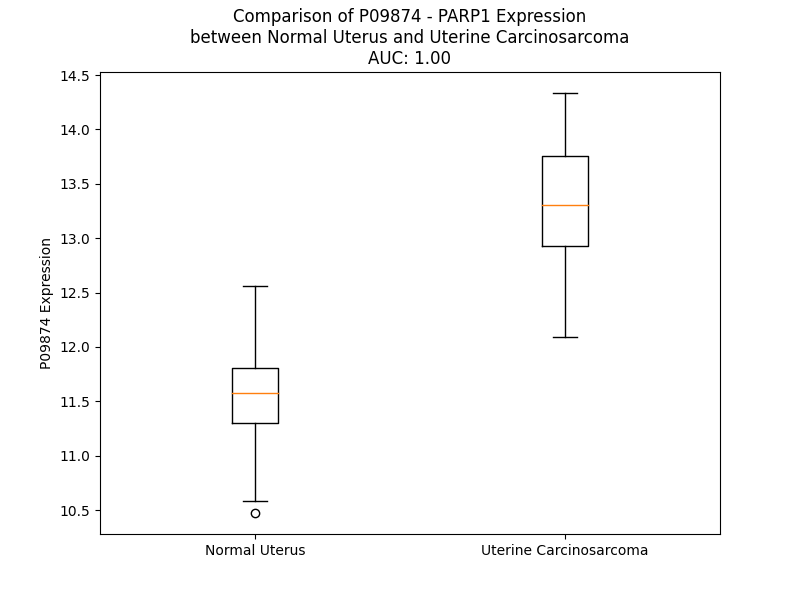 Comparison of P09874 - PARP1 Expression
between Normal Uterus and Uterine Carcinosarcoma
AUC: 1.00
14.5
14.0
13.5
13.0
12.5
12.0
11.5
11.0
10.5
P09874 Expression
Normal Uterus
Uterine Carcinosarcoma